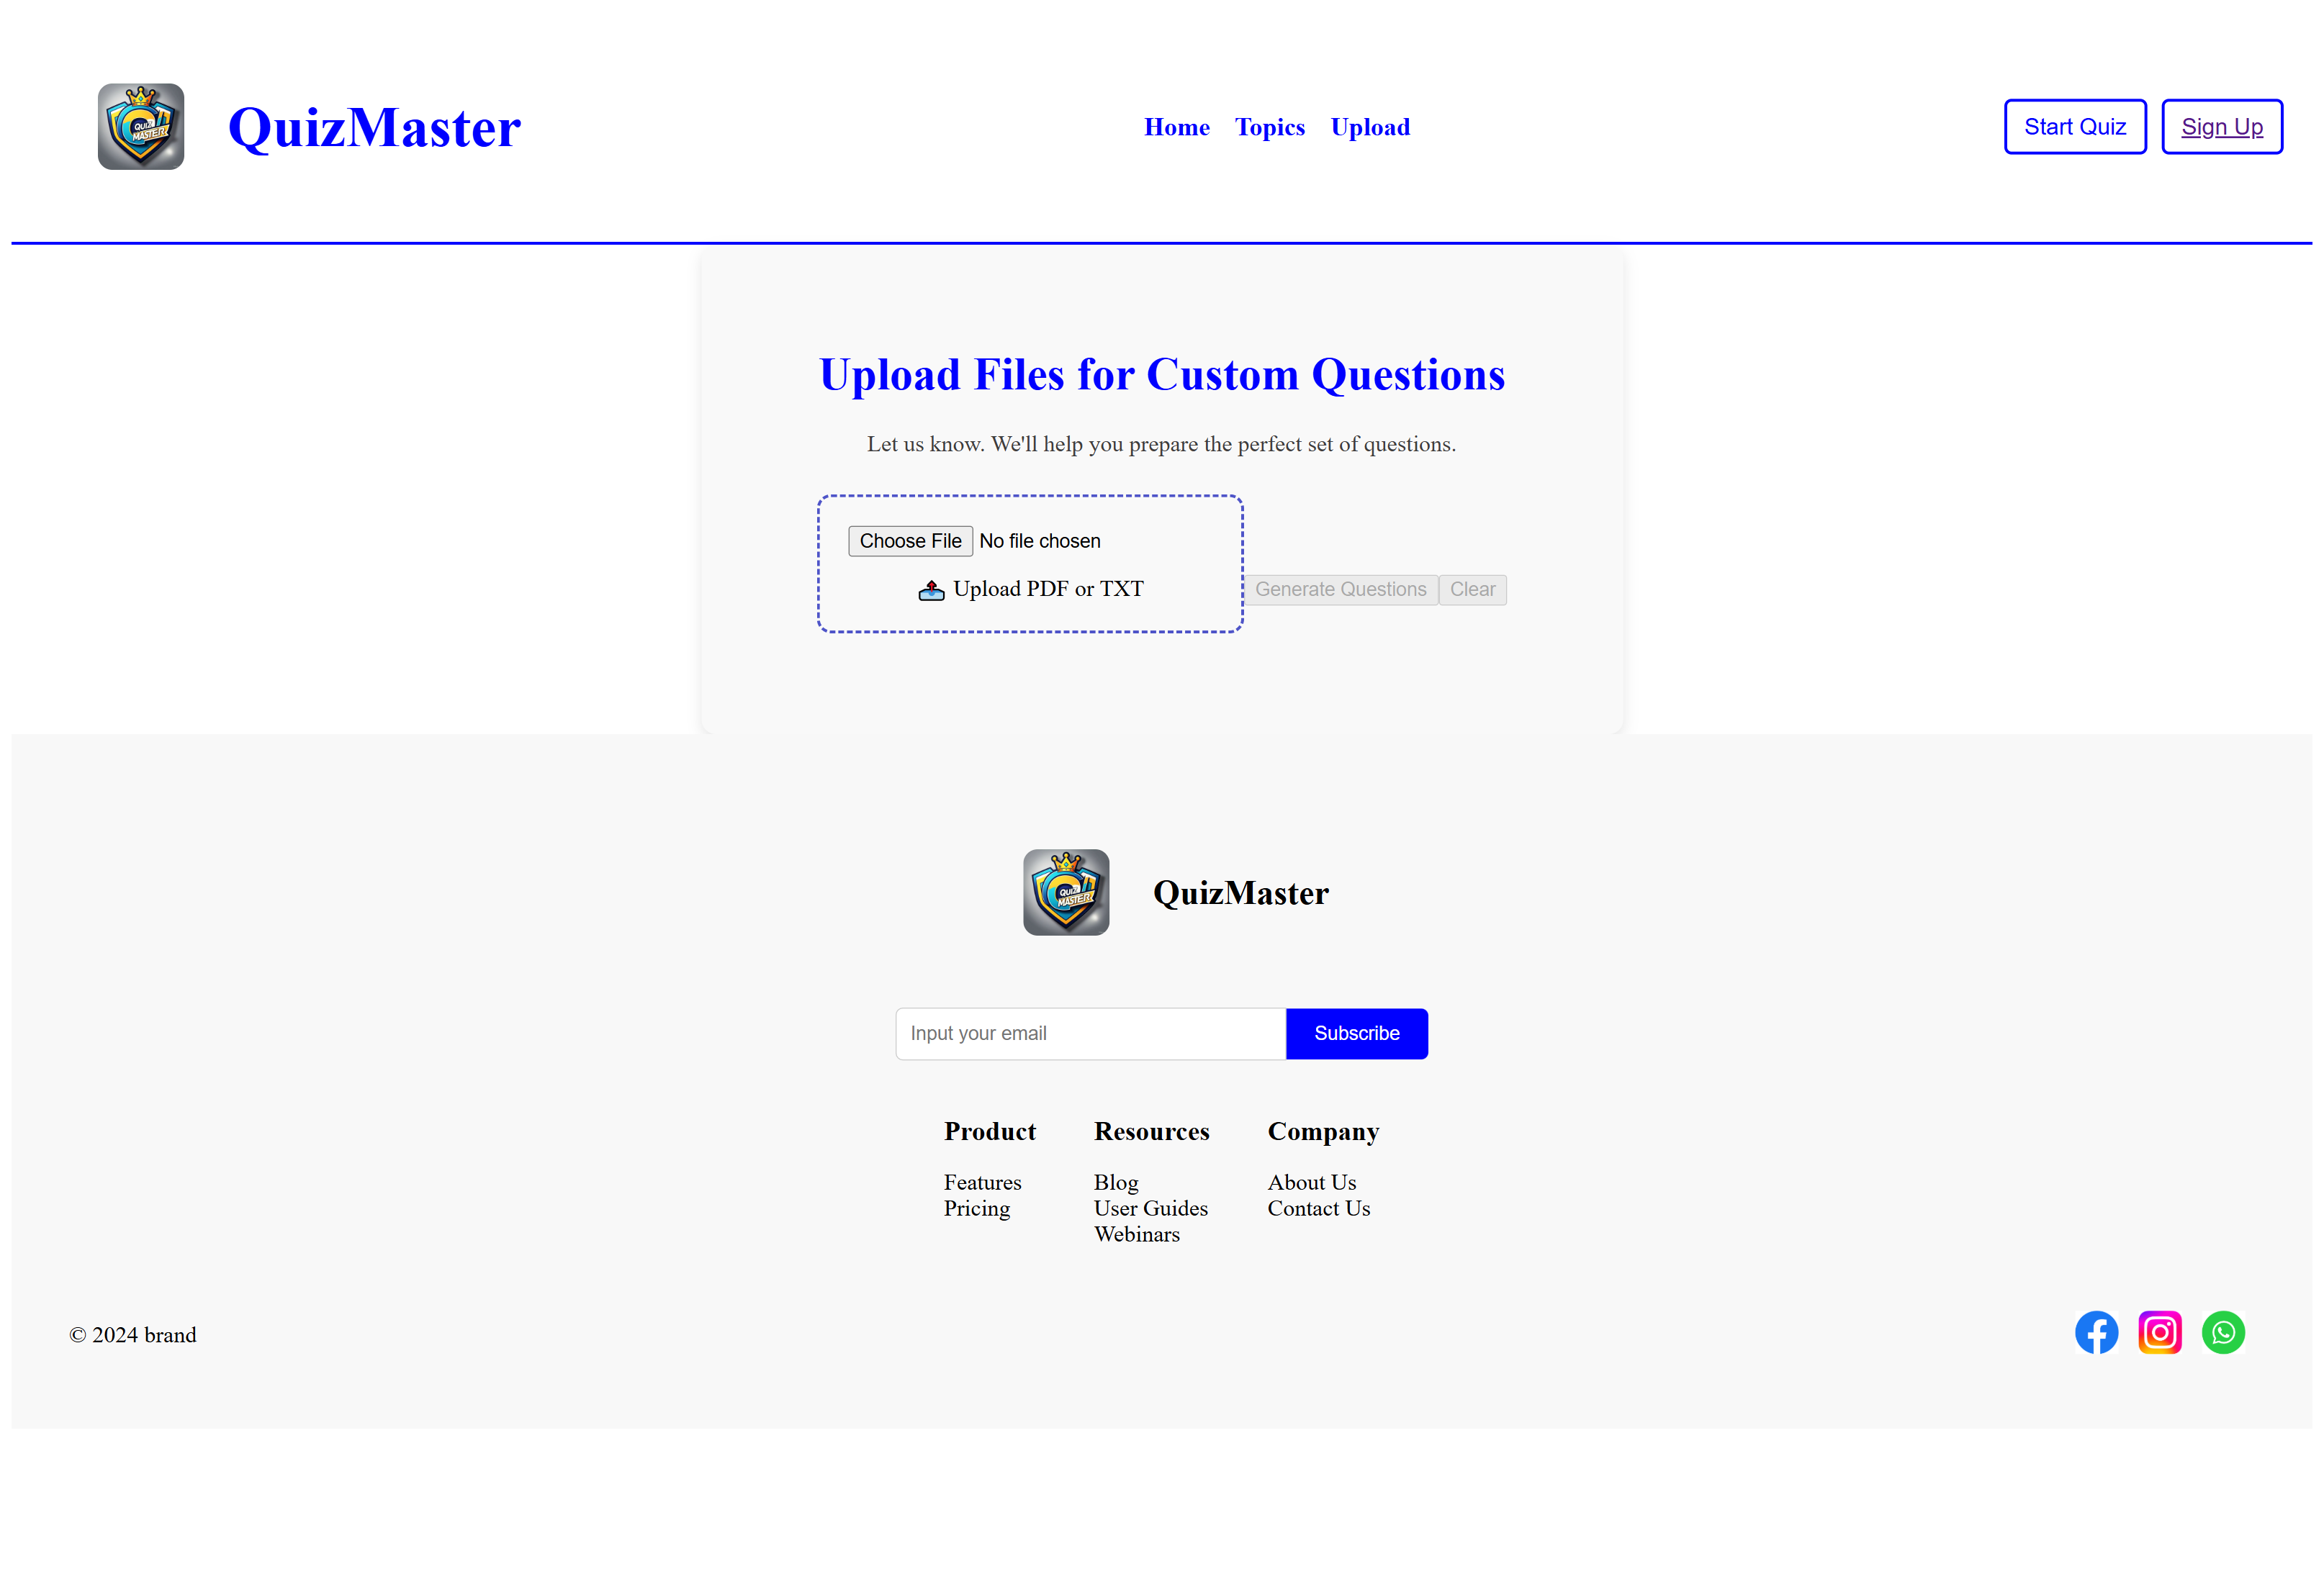 QUIZ
MASTER
QuizMaster
Home Topics Upload
Start Quiz Sign Up
Upload Files for Custom Questions
Let us know. We'll help you prepare the perfect set of questions.
Choose File No file chosen
Upload PDF or TXT
Generate Questions Clear
QUIZ
MASTER
QuizMaster
Input your email Subscribe
Product Resources Company
Features Blog About Us
Pricing User Guides Contact Us
Webinars
© 2024 brand